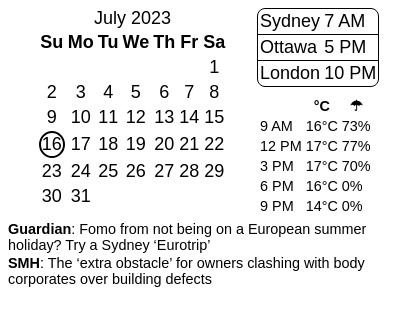 July 2023
Su Mo Tu We Th Fr Sa
1
2 3 4 5 6 7 8
9 10 11 12 13 14 15
16 17 18 19 20 21 22
23 24 25 26 27 28 29
30 31
Sydney 7 AM
Ottawa 5 PM
London 10 PM
°C ☂
9 AM 16°C 73%
12 PM 17°C 77%
3 PM 17°C 70%
6 PM 16°C 0%
9 PM 14°C 0%
Guardian: Fomo from not being on a European summer
holiday? Try a Sydney ‘Eurotrip’
SMH: The ‘extra obstacle’ for owners clashing with body
corporates over building defects